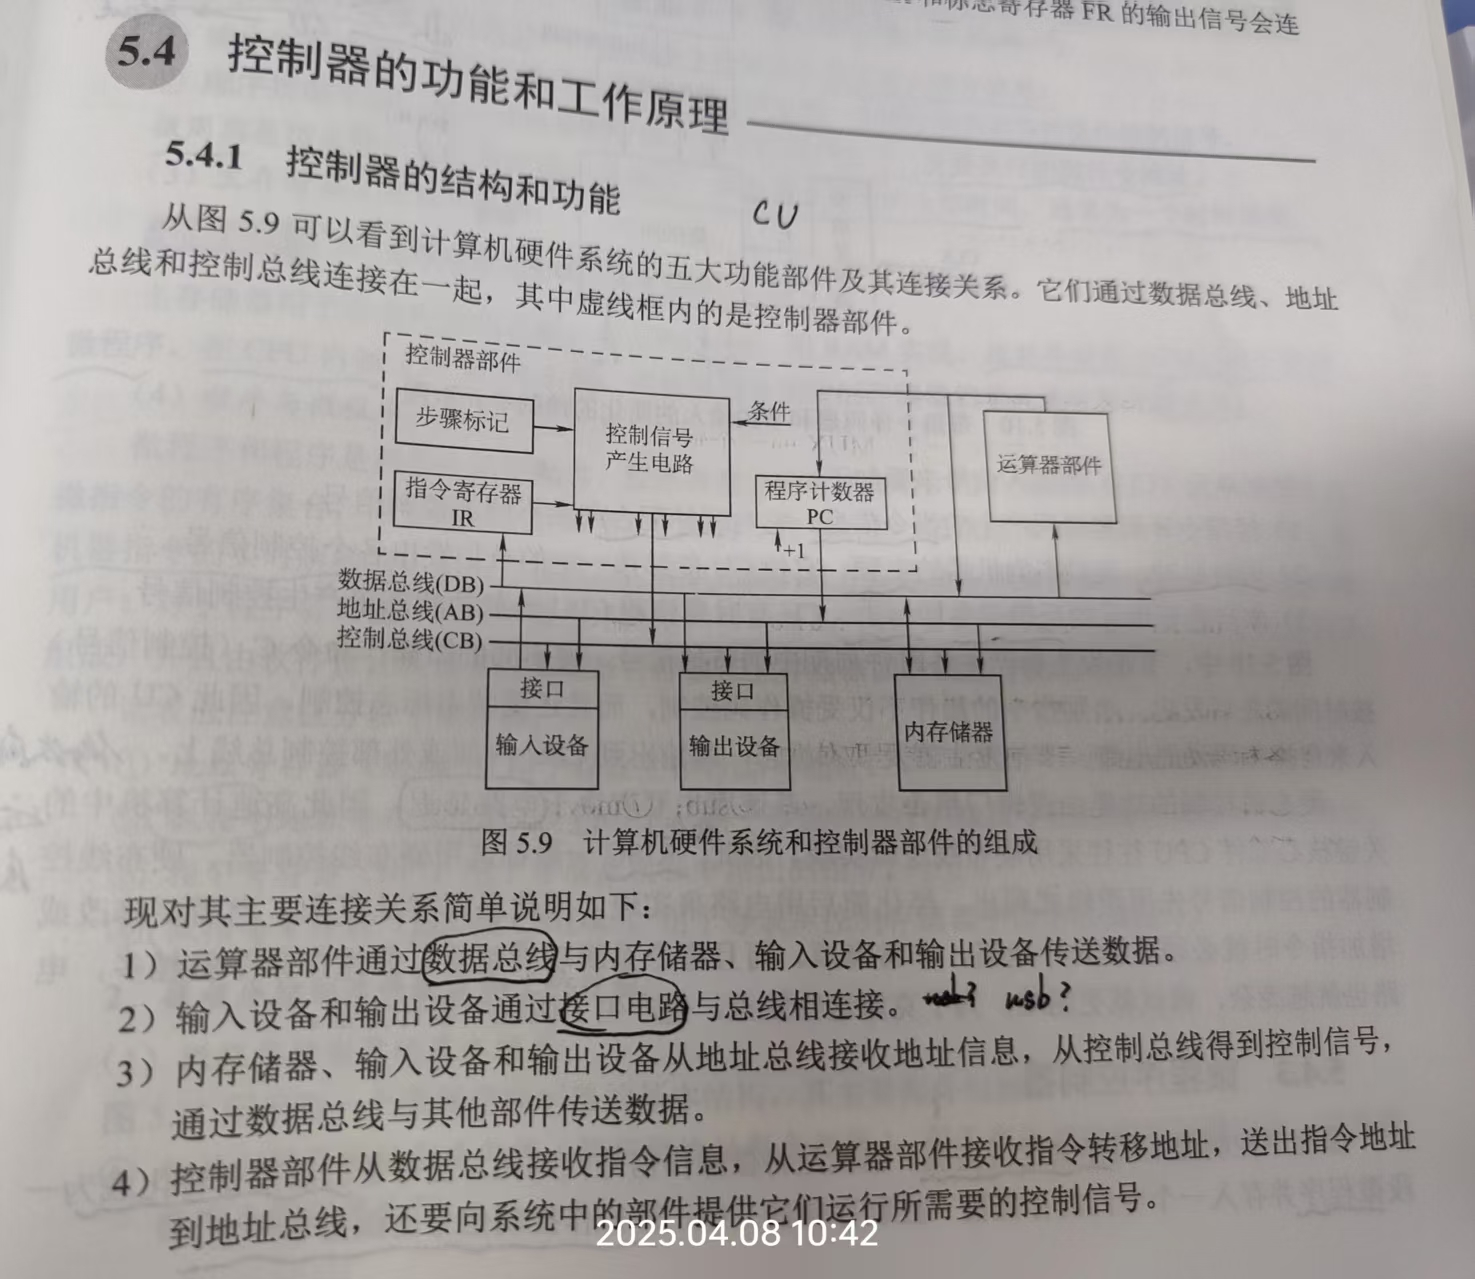 和标志寄存器 FR 的输出信号会连
5.4 控制器的功能和工作原理
5.4.1 控制器的结构和功能
CU
从图 5.9 可以看到计算机硬件系统的五大功能部件及其连接关系。它们通过数据总线、地址
总线和控制总线连接在一起，其中虚线框内的是控制器部件。
控制器部件
步骤标记
控制信号
产生电路
条件
指令寄存器
IR
程序计数器
PC
+1
运算器部件
数据总线(DB)
地址总线(AB)
控制总线(CB)
接口
输入设备
接口
输出设备
内存储器
图 5.9 计算机硬件系统和控制器部件的组成
现对其主要连接关系简单说明如下：
1）运算器部件通过数据总线与内存储器、输入设备和输出设备传送数据。
2）输入设备和输出设备通过接口电路与总线相连接。 usb?
3）内存储器、输入设备和输出设备从地址总线接收地址信息，从控制总线得到控制信号，
通过数据总线与其他部件传送数据。
4）控制器部件从数据总线接收指令信息，从运算器部件接收指令转移地址，送出指令地址
到地址总线，还要向系统中的部件提供它们运行所需要的控制信号。
2025.04.08 10:42